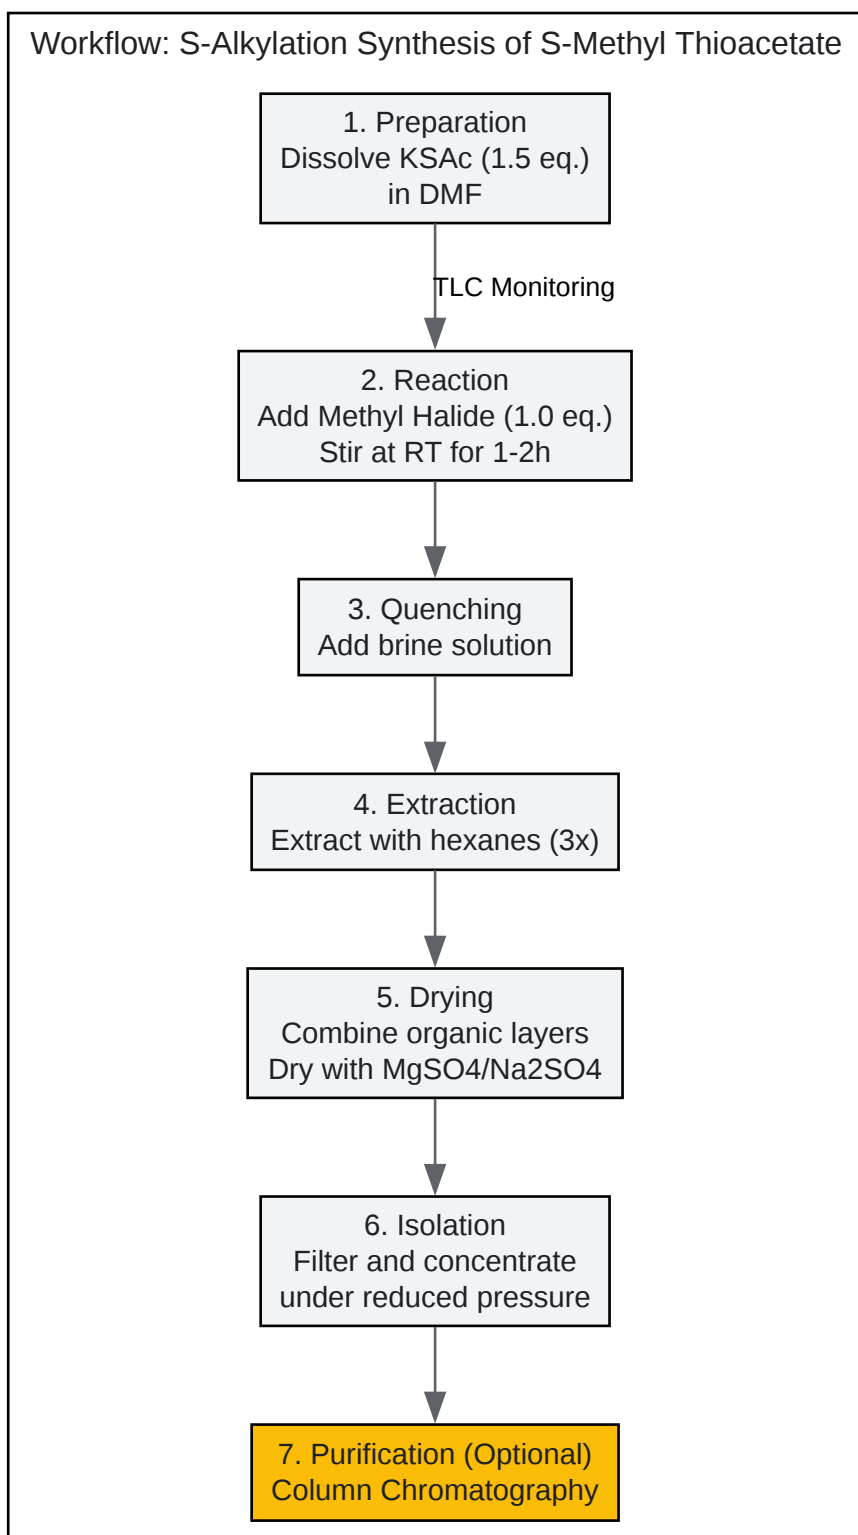 Workflow: S-Alkylation Synthesis of S-Methyl Thioacetate
1. Preparation
Dissolve KSAc (1.5 eq.)
in DMF
TLC Monitoring
2. Reaction
Add Methyl Halide (1.0 eq.)
Stir at RT for 1-2h
3. Quenching
Add brine solution
4. Extraction
Extract with hexanes (3x)
5. Drying
Combine organic layers
Dry with MgSO4/Na2SO4
6. Isolation
Filter and concentrate
under reduced pressure
7. Purification (Optional)
Column Chromatography